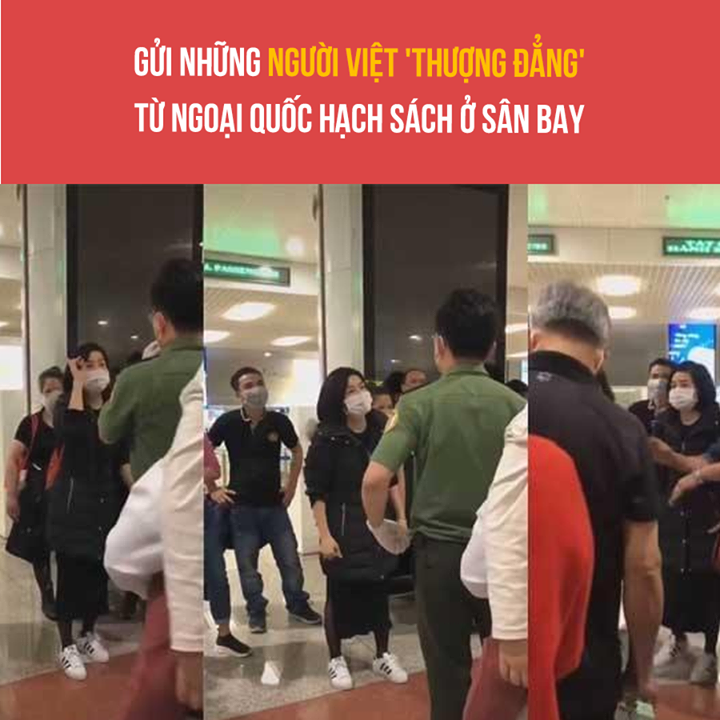 GỬI NHỮNG NGƯỜI VIỆT 'THƯỢNG ĐẲNG'
TỪ NGOẠI QUỐC HẠCH SÁCH Ở SÂN BAY